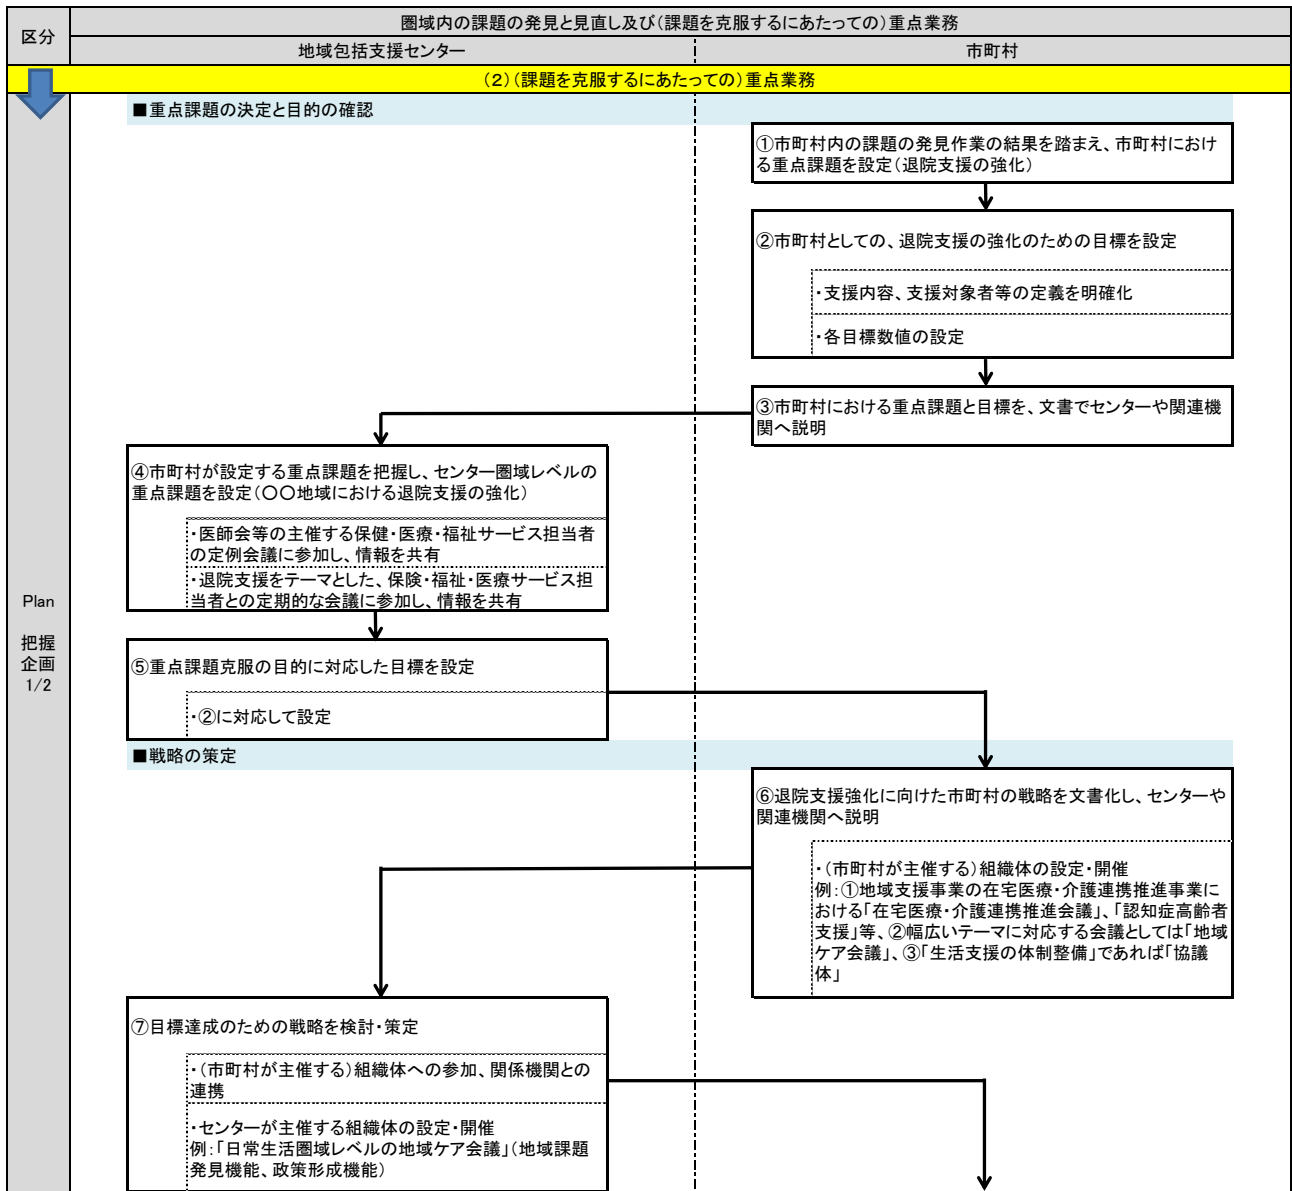 区分
圏域内の課題の発見と見直し及び(課題を克服するにあたっての)重点業務
地域包括支援センター
市町村
(2)(課題を克服するにあたっての)重点業務
■重点課題の決定と目的の確認
①市町村内の課題の発見作業の結果を踏まえ、市町村におけ
る重点課題を設定(退院支援の強化)
②市町村としての、退院支援の強化のための目標を設定
・支援内容、支援対象者等の定義を明確化
・各目標数値の設定
③市町村における重点課題と目標を、文書でセンターや関連機
関へ説明
④市町村が設定する重点課題を把握し、センター圏域レベルの
重点課題を設定(〇〇地域における退院支援の強化)
・医師会等の主催する保健・医療・福祉サービス担当者
の定例会議に参加し、情報を共有
・退院支援をテーマとした、保険・福祉・医療サービス担
当者との定期的な会議に参加し、情報を共有
Plan
把握
企画
1/2
⑤重点課題克服の目的に対応した目標を設定
・②に対応して設定
■戦略の策定
⑥退院支援強化に向けた市町村の戦略を文書化し、センターや
関連機関へ説明
・(市町村が主催する)組織体の設定・開催
例:①地域支援事業の在宅医療・介護連携推進事業に
おける「在宅医療・介護連携推進会議」、「認知症高齢者
支援」等、②幅広いテーマに対応する会議としては「地域
ケア会議」、③「生活支援の体制整備」であれば「協議
体」
⑦目標達成のための戦略を検討・策定
・(市町村が主催する)組織体への参加、関係機関との
連携
・センターが主催する組織体の設定・開催
例:「日常生活圏域レベルの地域ケア会議」(地域課題
発見機能、政策形成機能)